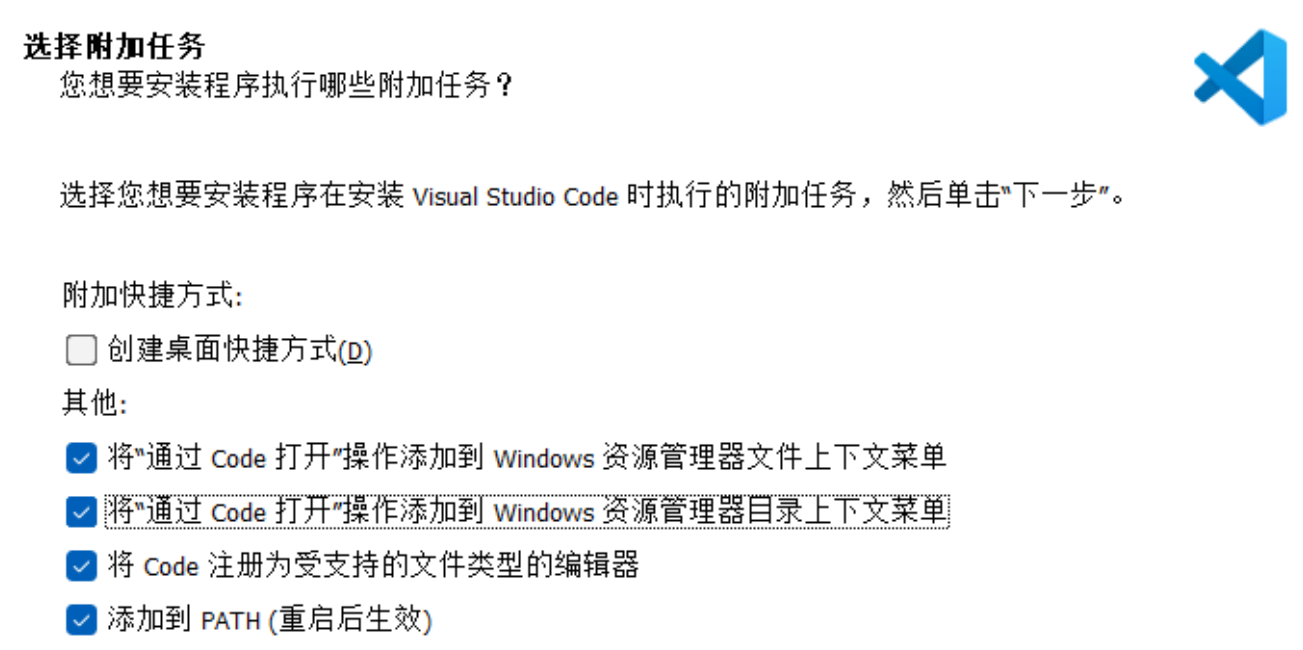 选择附加任务
您想要安装程序执行哪些附加任务？
选择您想要安装程序在安装 Visual Studio Code 时执行的附加任务，然后单击“下一步”。
附加快捷方式:
创建桌面快捷方式(D)
其他:
将“通过 Code 打开”操作添加到 Windows 资源管理器文件上下文菜单
将“通过 Code 打开”操作添加到 Windows 资源管理器目录上下文菜单
将 Code 注册为受支持的文件类型的编辑器
添加到 PATH (重启后生效)